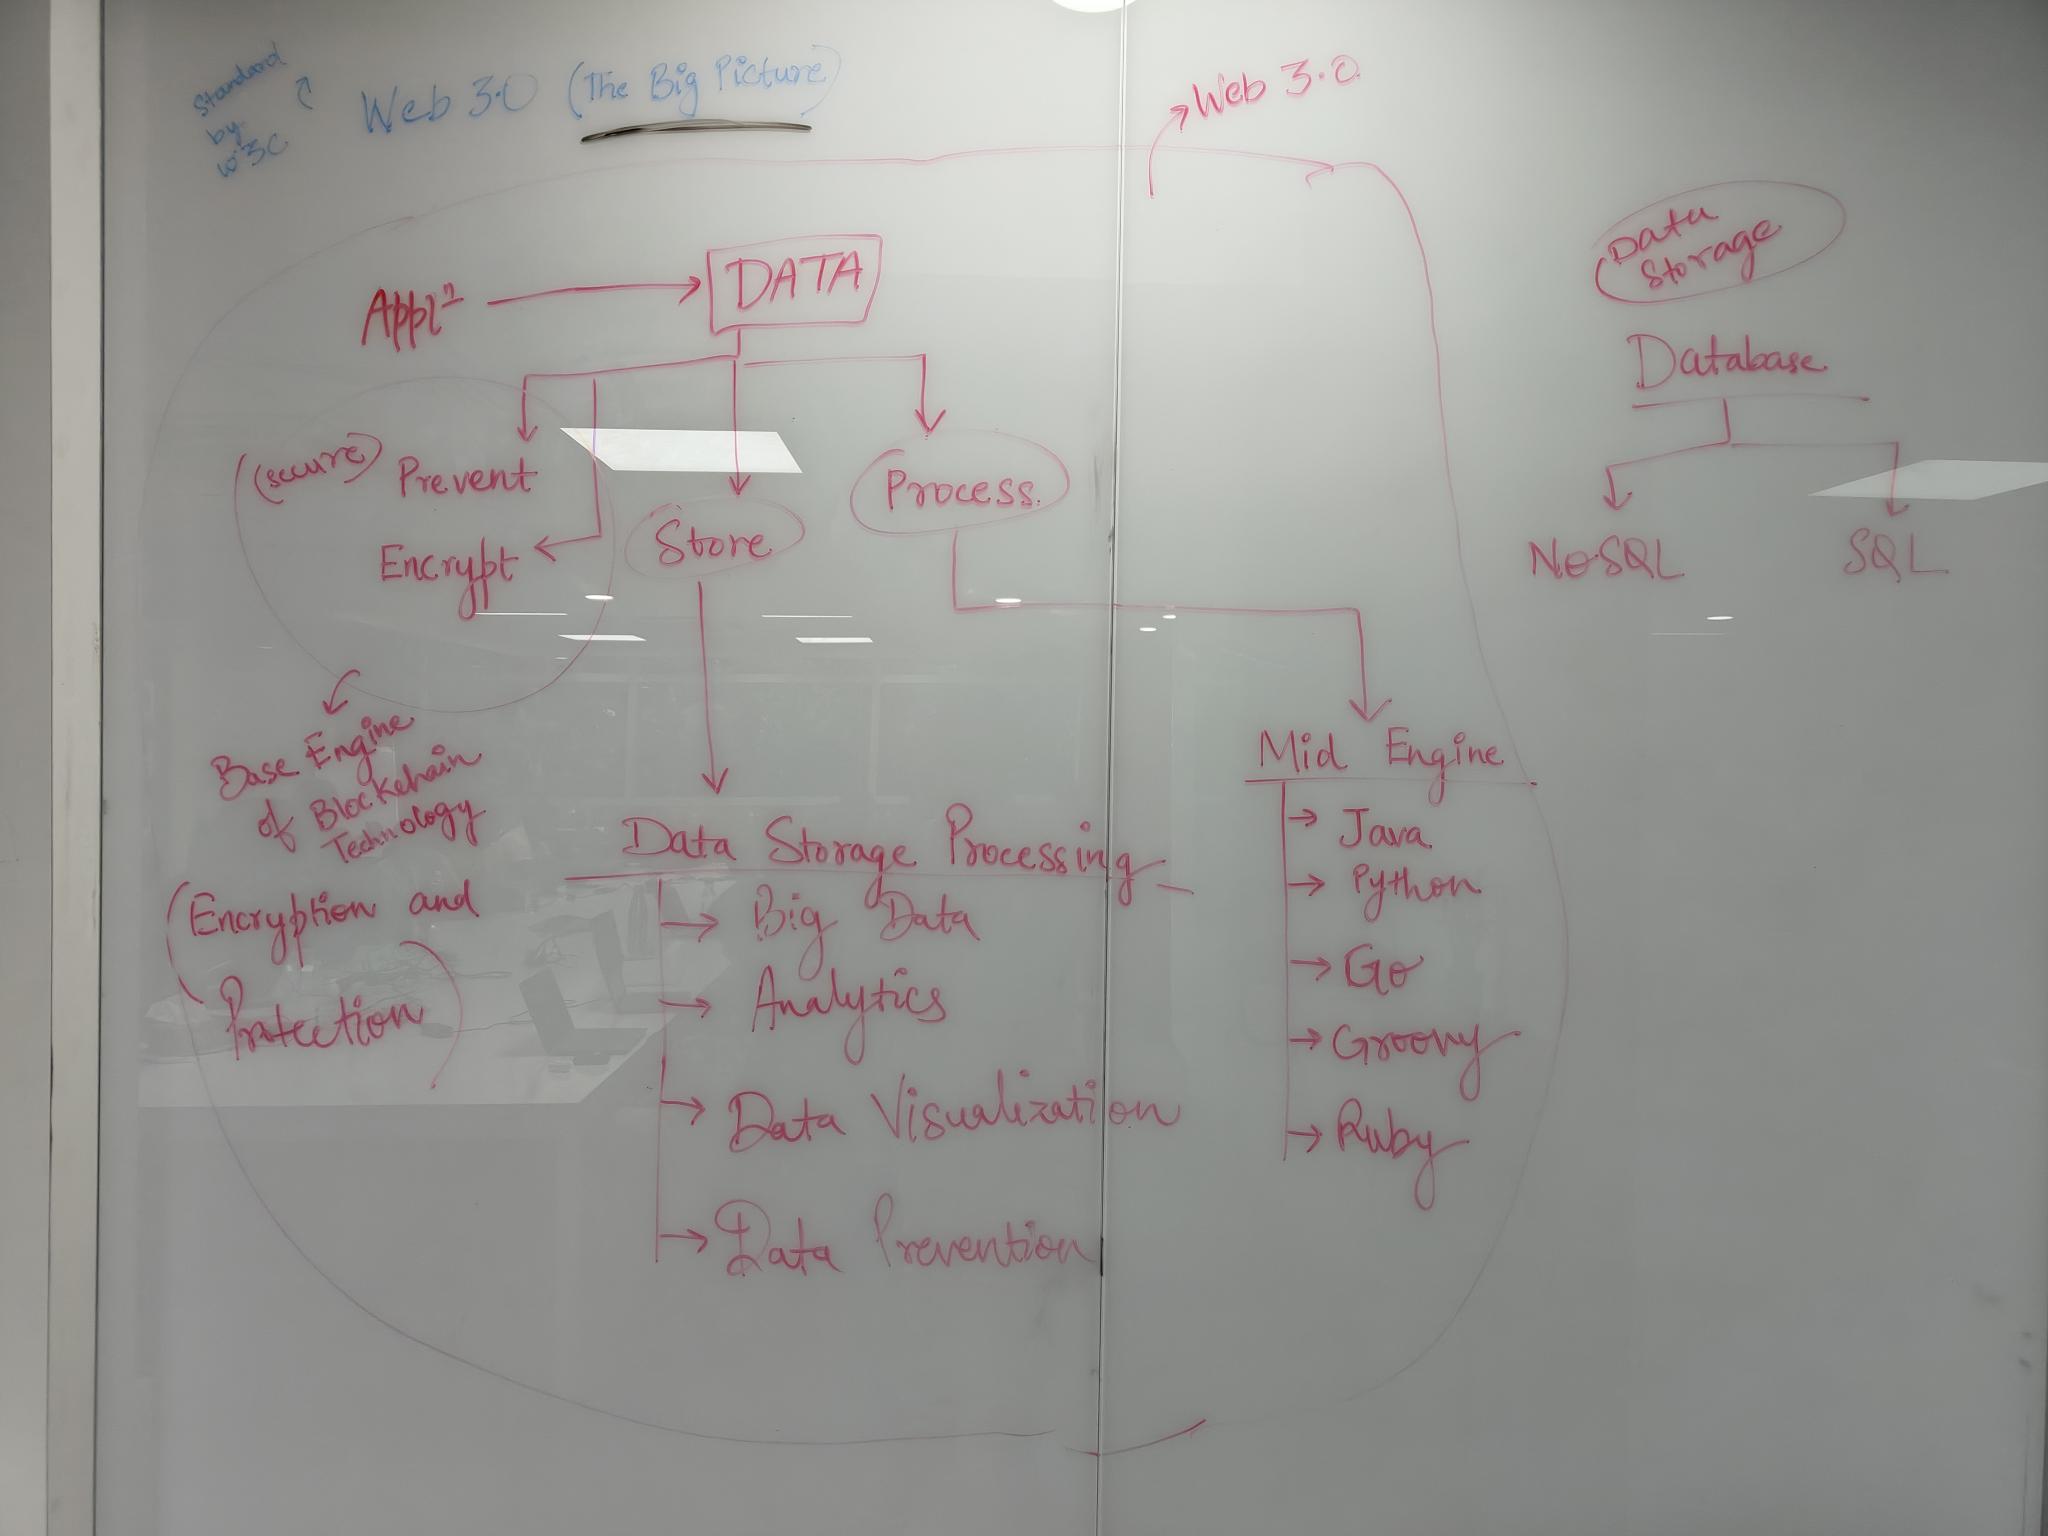 Standard
by
W3C
Web 3.0 (The Big Picture)
Web 3.0
Applⁿ
DATA
(secure)
Prevent
Encrypt
Store
Process.
Base Engine
of Blockchain
Technology
(Encryption and
Protection)
Data Storage Processing
Big Data
Analytics
Data Visualization
Data Prevention
Mid Engine
Java
Python
Go
Groovy
Ruby
Data
Storage
Database
NoSQL
SQL